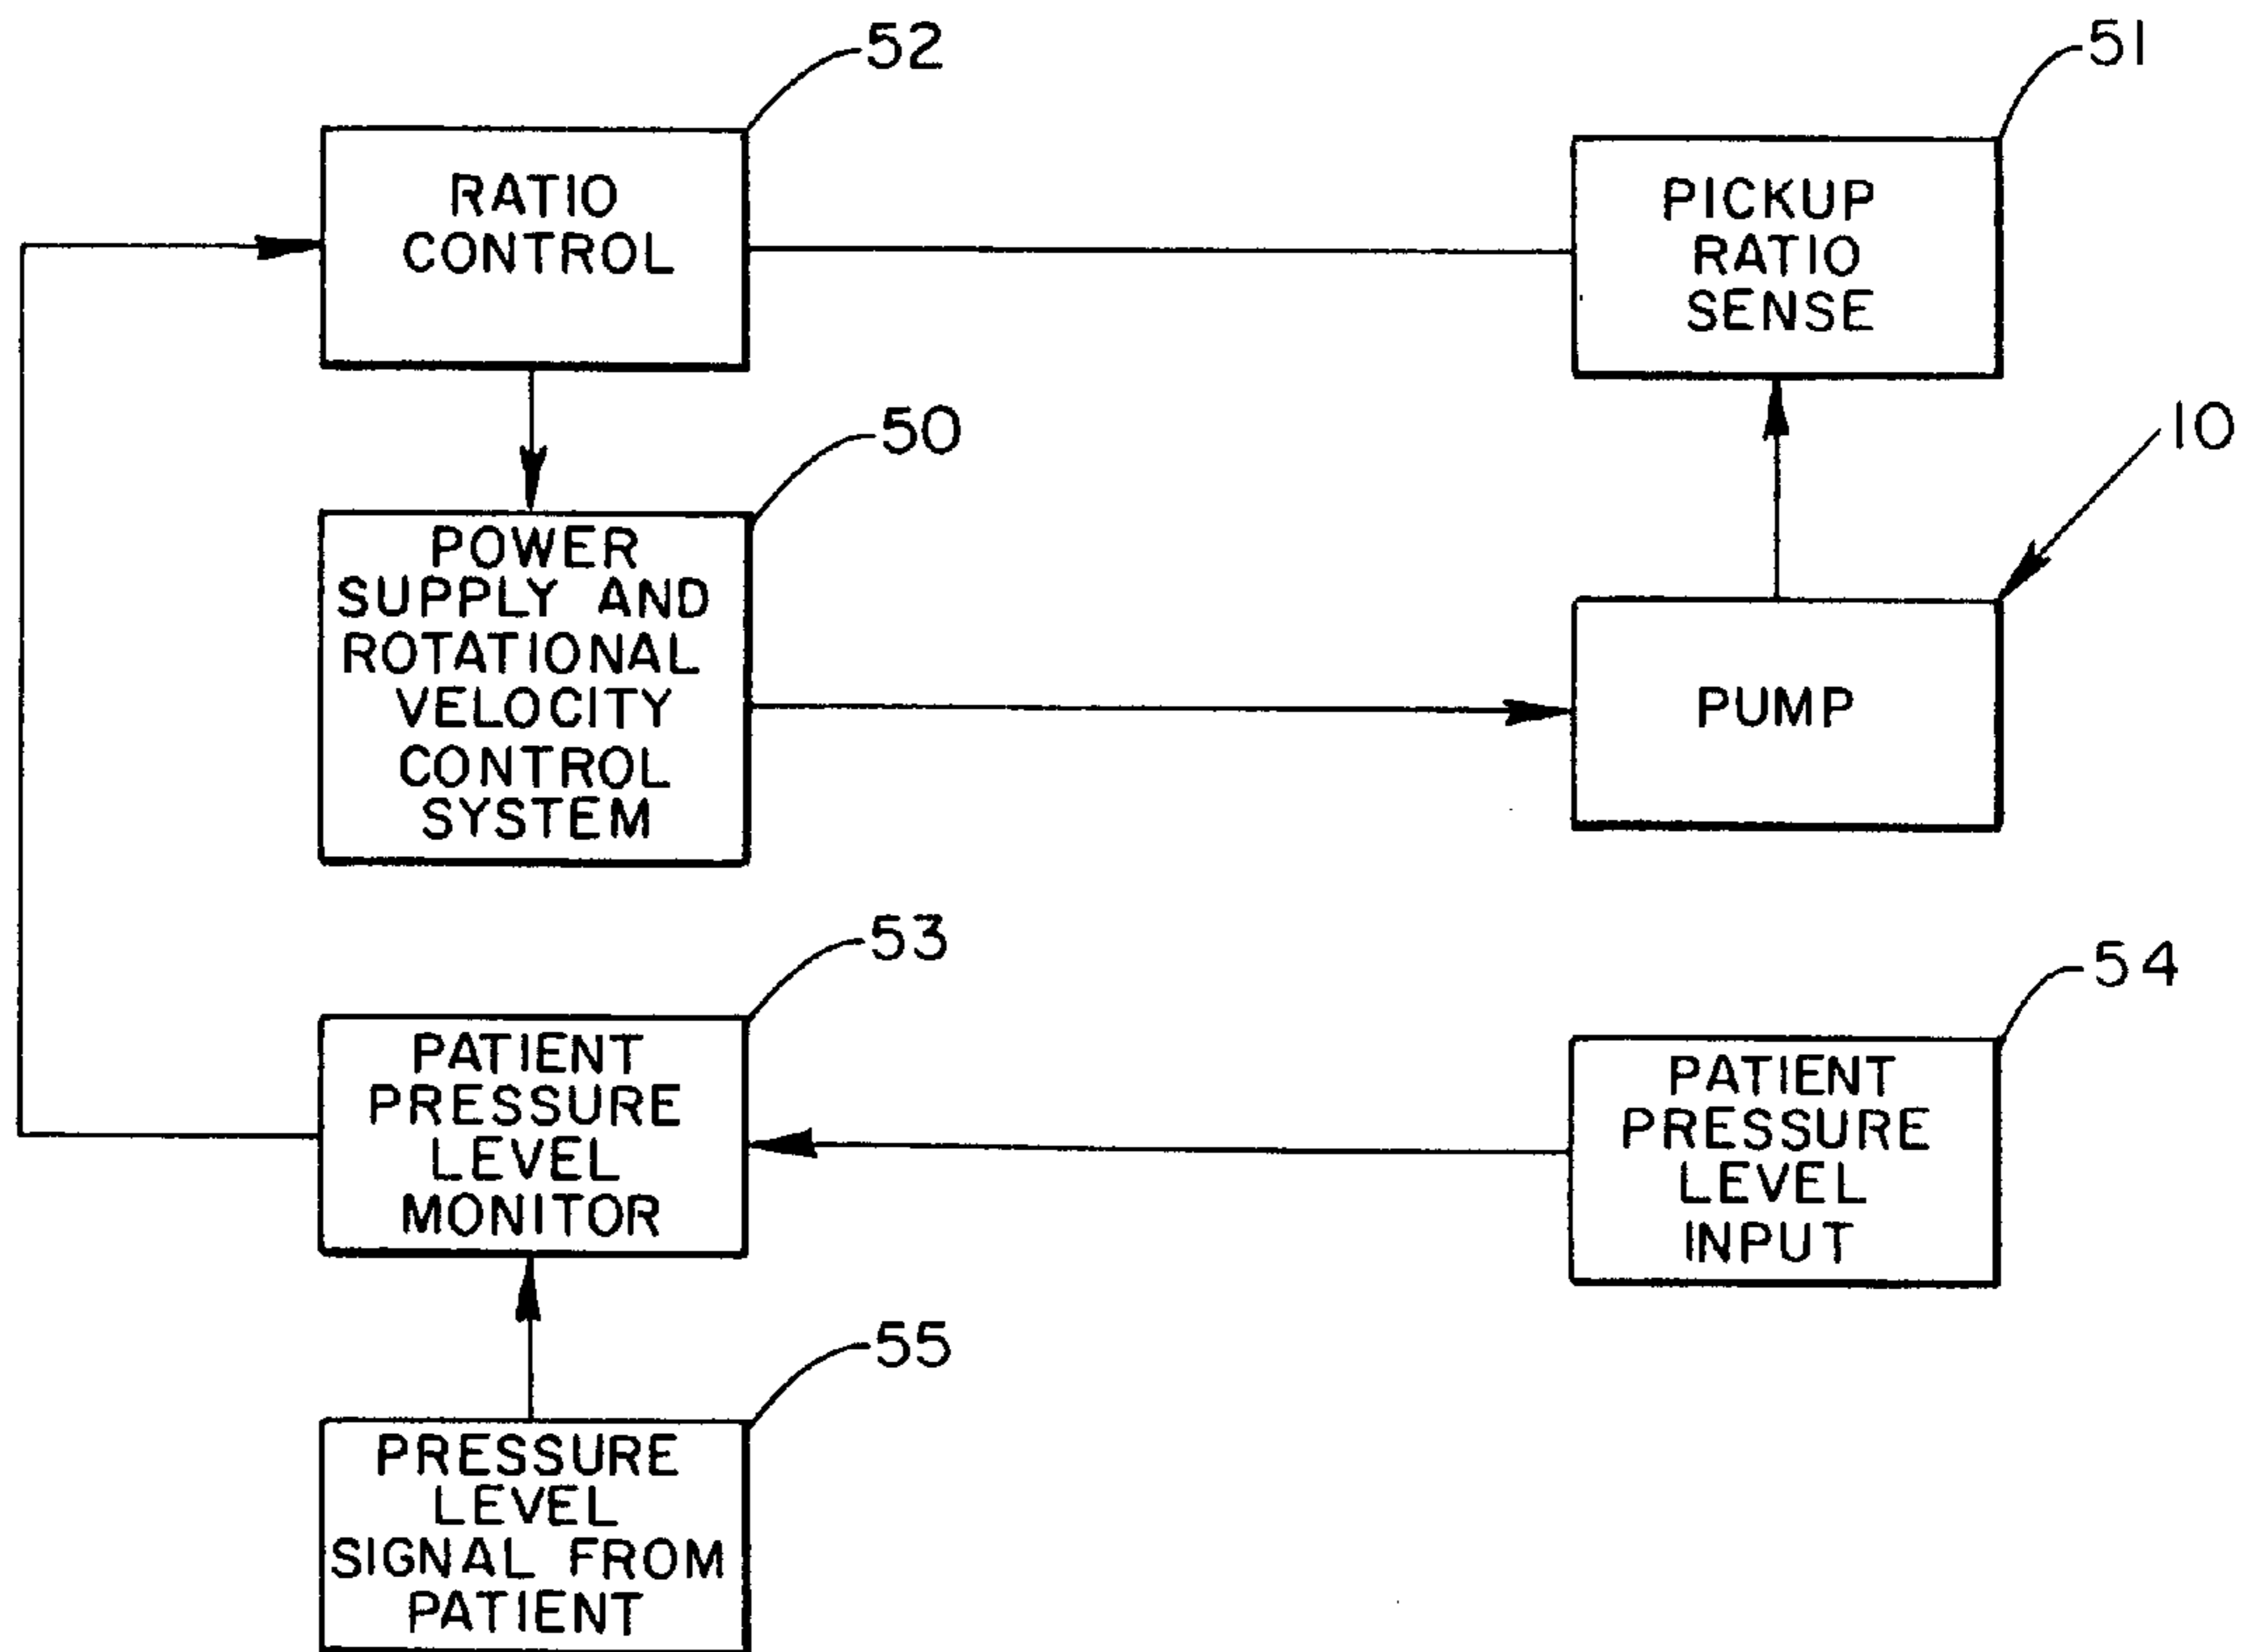 52
RATIO
CONTROL
51
PICKUP
RATIO
SENSE
50
POWER
SUPPLY AND
ROTATIONAL
VELOCITY
CONTROL
SYSTEM
10
PUMP
53
PATIENT
PRESSURE
LEVEL
MONITOR
54
PATIENT
PRESSURE
LEVEL
INPUT
55
PRESSURE
LEVEL
SIGNAL FROM
PATIENT